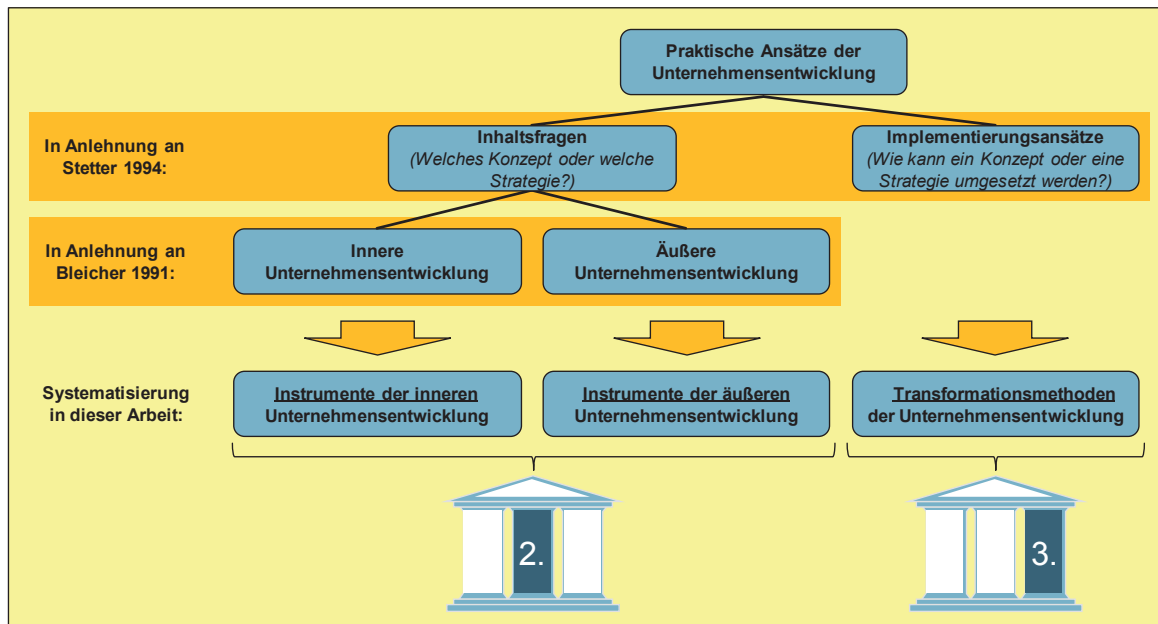 Praktische Ansätze der
Unternehmensentwicklung
In Anlehnung an
Stetter 1994:
Inhaltsfragen
(Welches Konzept oder welche
Strategie?)
Implementierungsansätze
(Wie kann ein Konzept oder eine
Strategie umgesetzt werden?)
In Anlehnung an
Bleicher 1991:
Innere
Unternehmensentwicklung
Äußere
Unternehmensentwicklung
Systematisierung
in dieser Arbeit:
Instrumente der inneren
Unternehmensentwicklung
Instrumente der äußeren
Unternehmensentwicklung
Transformationsmethoden
der Unternehmensentwicklung
2.
3.